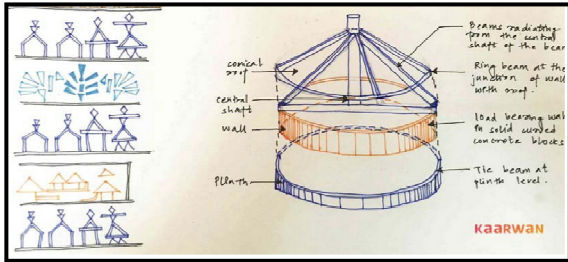 conical
roof
central
shaft
wall
Plinth
Beams radiating
from the central
shaft of the beam
Ring beam at the
junction of wall
with roof.
load bearing wall
in solid curved
concrete blocks
Tie beam at
plinth level.
KAARWAN